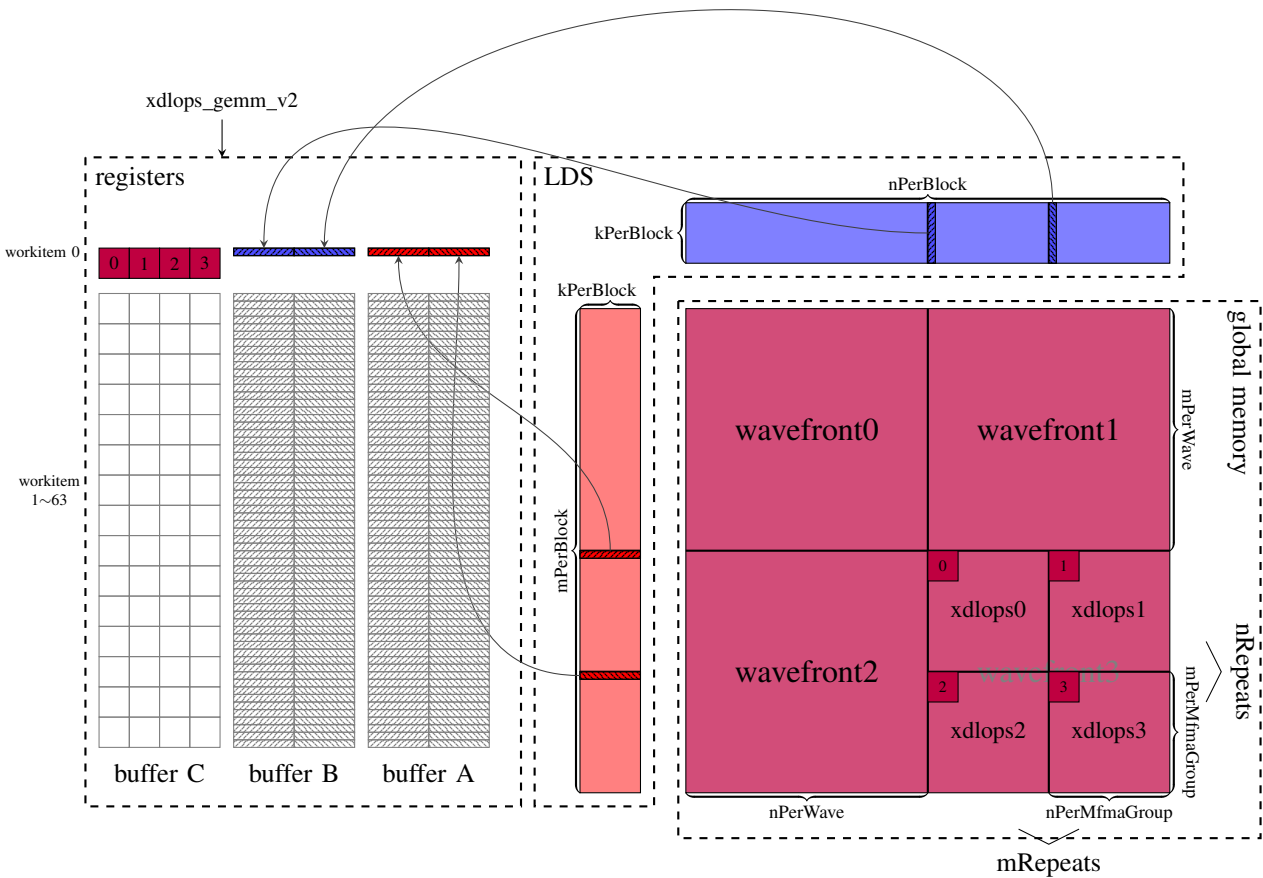 xdlops_gemm_v2
registers
LDS
nPerBlock
kPerBlock
workitem 0
0 1 2 3
kPerBlock
global memory
mPerWave
wavefront0
wavefront1
workitem
1~63
mPerBlock
0
1
xdlops0
xdlops1
wavefront2
wavefront3
nRepeats
mPerMfmaGroup
2
3
xdlops2
xdlops3
buffer C
buffer B
buffer A
nPerWave
nPerMfmaGroup
mRepeats